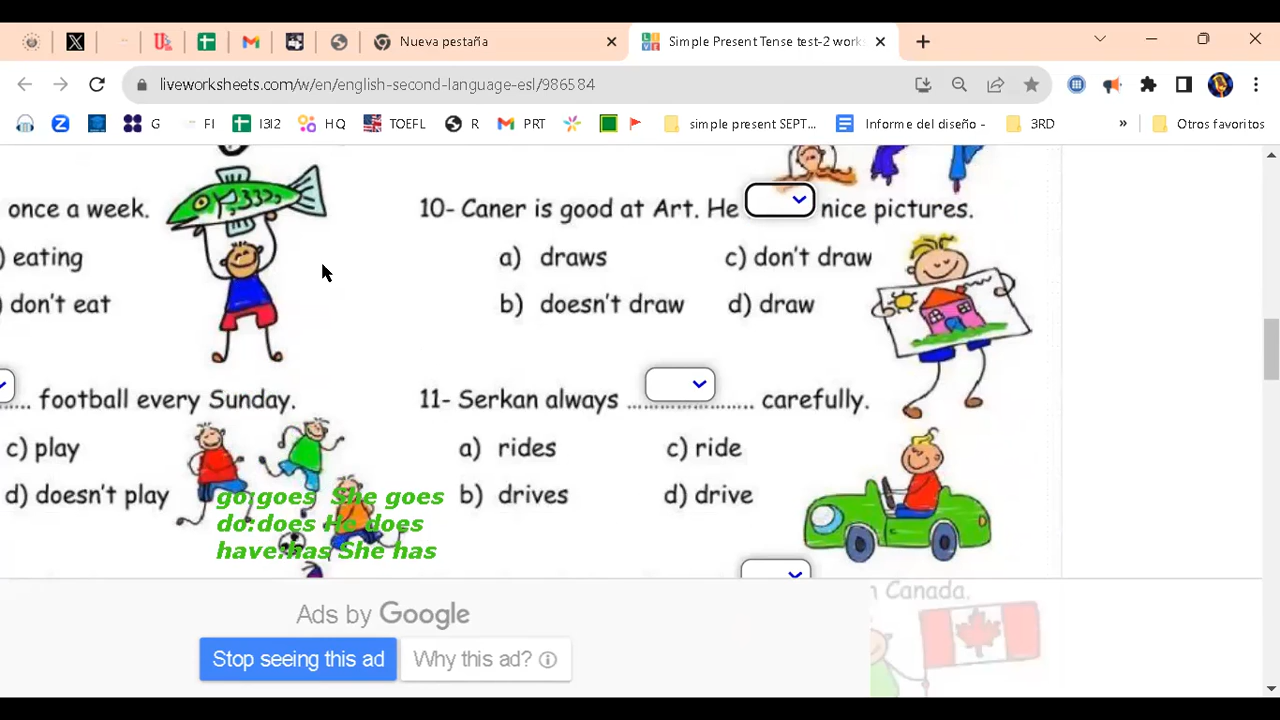 Nueva pestaña
Simple Present Tense test-2 work
liveworksheets.com/w/en/english-second-language-esl/986584
G FI I3I2 HQ TOEFL R PRT simple present SEPT... Informe del diseño - 3RD » Otros favoritos
once a week.
) eating
don't eat
football every Sunday.
c) play
d) doesn't play
10- Caner is good at Art. He nice pictures.
a) draws c) don't draw
b) doesn't draw d) draw
11- Serkan always .................... carefully.
a) rides c) ride
b) drives d) drive
go:goes She goes
do:does He does
have:has She has
Canada.
Ads by Google
Stop seeing this ad
Why this ad?